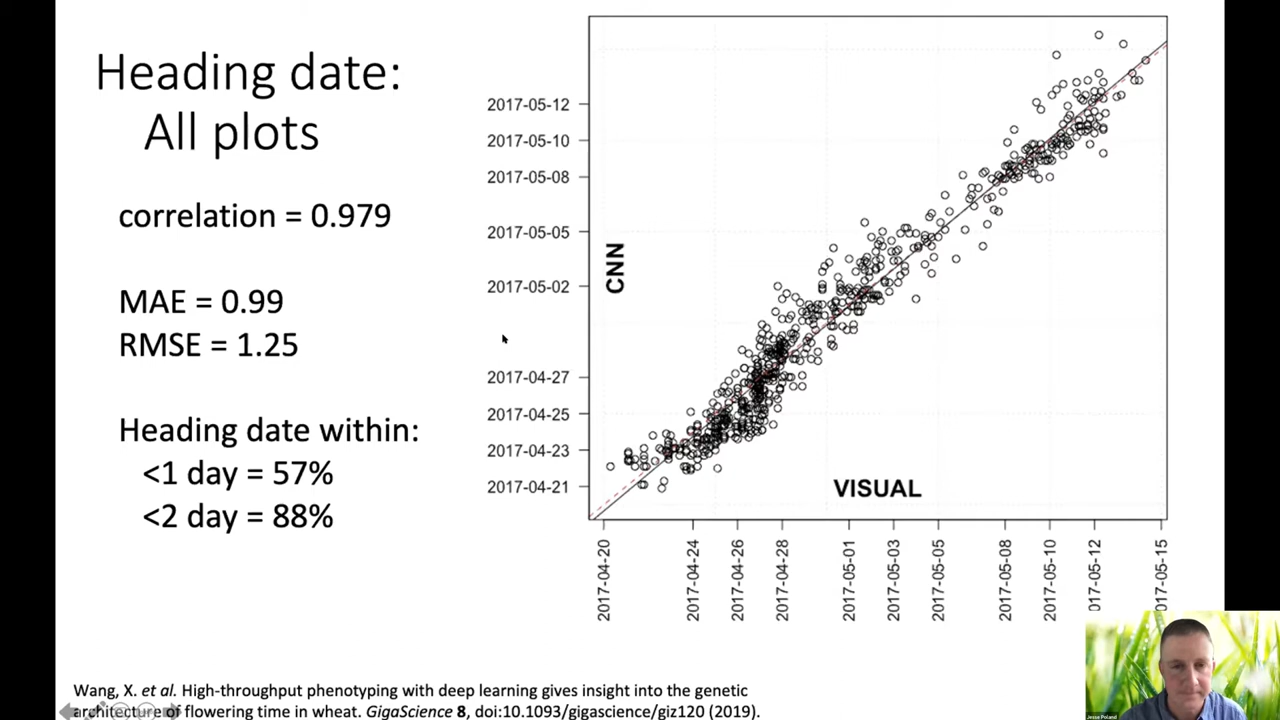 Heading date:
All plots
correlation = 0.979
MAE = 0.99
RMSE = 1.25
Heading date within:
<1 day = 57%
<2 day = 88%
2017-05-12
2017-05-10
2017-05-08
2017-05-05
2017-05-02
2017-04-27
2017-04-25
2017-04-23
2017-04-21
CNN
VISUAL
2017-04-20
2017-04-24
2017-04-26
2017-04-28
2017-05-01
2017-05-03
2017-05-05
2017-05-08
2017-05-10
017-05-12
2017-05-15
Wang, X. et al. High-throughput phenotyping with deep learning gives insight into the genetic
architecture of flowering time in wheat. GigaScience 8, doi:10.1093/gigascience/giz120 (2019).
Jesse Poland